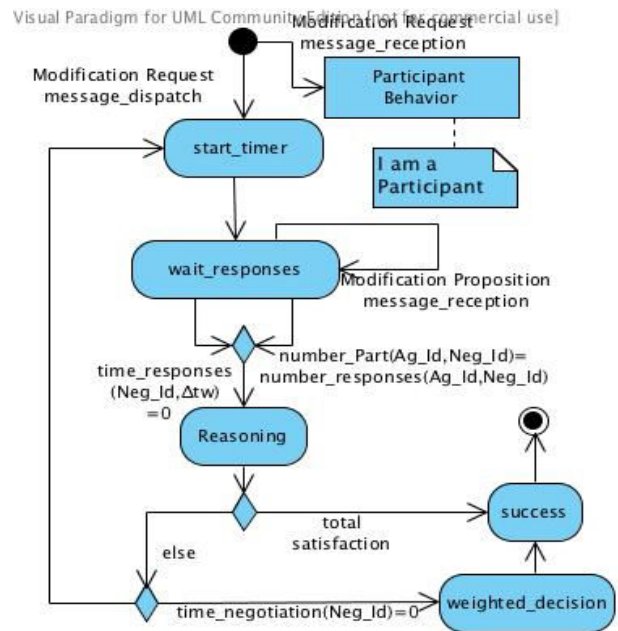 Visual Paradigm for UML Community Edition [not for commercial use]
Modification Request
message_reception
Modification Request
message_dispatch
Participant
Behavior
start_timer
I am a
Participant
wait_responses
Modification Proposition
message_reception
time_responses
(Neg_Id,Δtw)
=0
number_Part(Ag_Id,Neg_Id)=
number_responses(Ag_Id,Neg_Id)
Reasoning
success
total
satisfaction
else
time_negotiation(Neg_Id)=0
weighted_decision